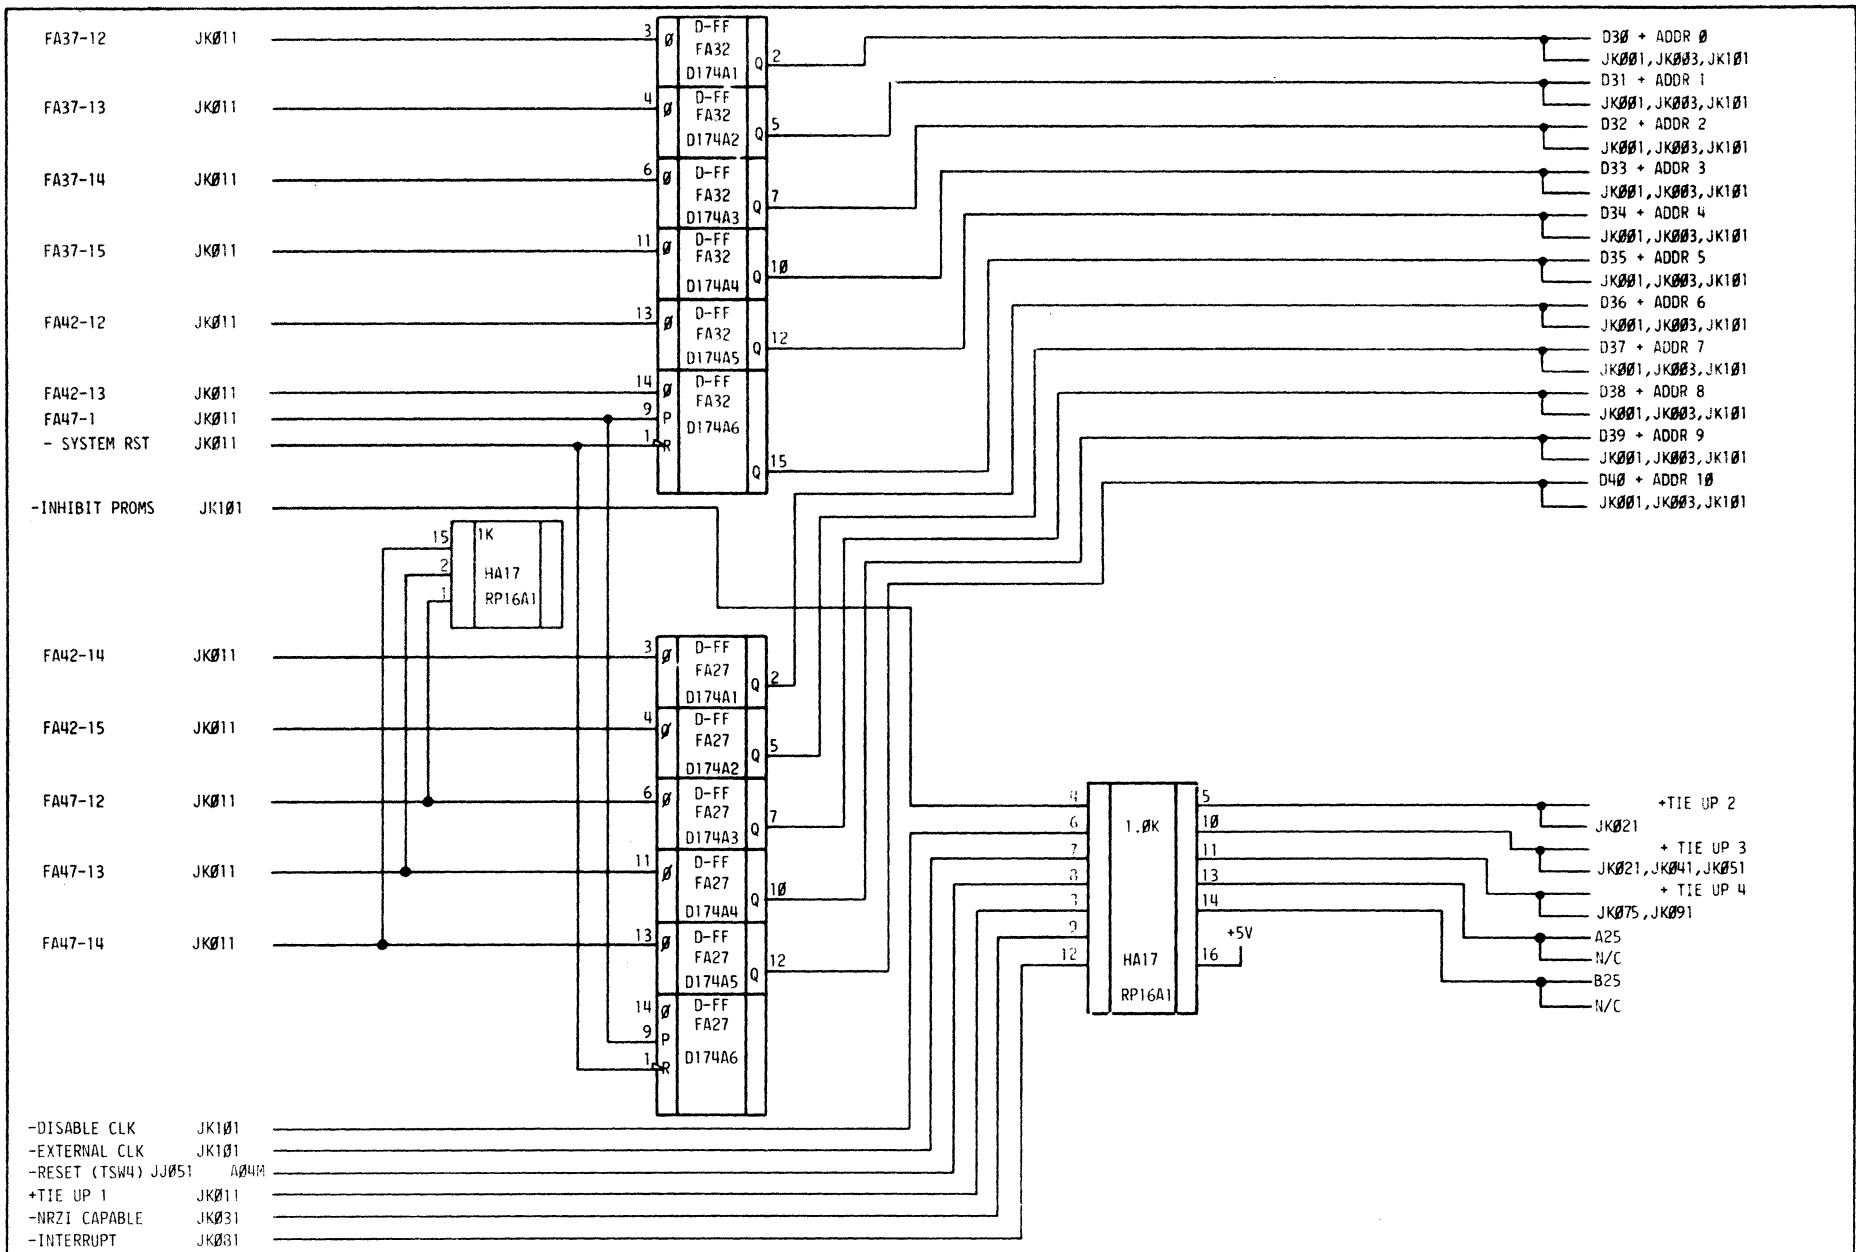 FA37-12 JKØ11
FA37-13 JKØ11
FA37-14 JKØ11
FA37-15 JKØ11
FA42-12 JKØ11
FA42-13 JKØ11
FA47-1 JKØ11
- SYSTEM RST JKØ11
-INHIBIT PROMS JK1Ø1
3 Ø D-FF FA32 D174A1 Q 2
4 Ø D-FF FA32 D174A2 Q 5
6 Ø D-FF FA32 D174A3 Q 7
11 Ø D-FF FA32 D174A4 Q 1Ø
13 Ø D-FF FA32 D174A5 Q 12
14 Ø D-FF FA32
9 P D174A6
1 R
Q 15
D3Ø + ADDR Ø
JKØØ1,JKØØ3,JK1Ø1
D31 + ADDR 1
JKØØ1,JKØØ3,JK1Ø1
D32 + ADDR 2
JKØØ1,JKØØ3,JK1Ø1
D33 + ADDR 3
JKØØ1,JKØØ3,JK1Ø1
D34 + ADDR 4
JKØØ1,JKØØ3,JK1Ø1
D35 + ADDR 5
JKØØ1,JKØØ3,JK1Ø1
D36 + ADDR 6
JKØØ1,JKØØ3,JK1Ø1
D37 + ADDR 7
JKØØ1,JKØØ3,JK1Ø1
D38 + ADDR 8
JKØØ1,JKØØ3,JK1Ø1
D39 + ADDR 9
JKØØ1,JKØØ3,JK1Ø1
D4Ø + ADDR 1Ø
JKØØ1,JKØØ3,JK1Ø1
15 1K
2 HA17
1 RP16A1
FA42-14 JKØ11
FA42-15 JKØ11
FA47-12 JKØ11
FA47-13 JKØ11
FA47-14 JKØ11
3 Ø D-FF FA27 D174A1 Q 2
4 Ø D-FF FA27 D174A2 Q 5
6 Ø D-FF FA27 D174A3 Q 7
11 Ø D-FF FA27 D174A4 Q 1Ø
13 Ø D-FF FA27 D174A5 Q 12
14 Ø D-FF FA27
9 P
1 R D174A6
4 5
6 1.ØK 1Ø
7 11
8 13
3 14
9 +5V
12 HA17 16
RP16A1
+TIE UP 2
JKØ21
+ TIE UP 3
JKØ21,JKØ41,JKØ51
+ TIE UP 4
JKØ75,JKØ91
A25
N/C
B25
N/C
-DISABLE CLK JK1Ø1
-EXTERNAL CLK JK1Ø1
-RESET (TSW4) JJØ51 AØ4M
+TIE UP 1 JKØ11
-NRZI CAPABLE JKØ31
-INTERRUPT